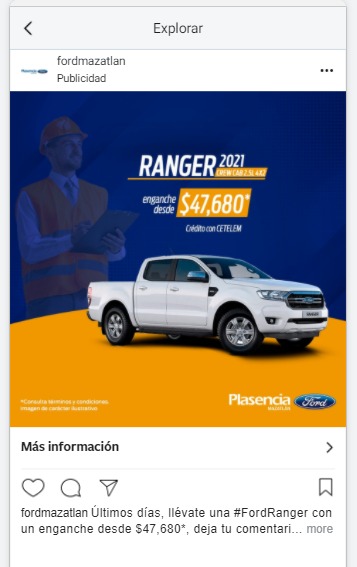 Explorar
Plasencia Ford
fordmazatlan
Publicidad
RANGER 2021
CREW CAB 2.5L 4X2
enganche
desde $47,680*
Crédito con CETELEM
*Consulta términos y condiciones.
Imagen de carácter ilustrativo
Plasencia Ford
MAZATLÁN
Más información
fordmazatlan Últimos días, llévate una #FordRanger con
un enganche desde $47,680*, deja tu comentari... more